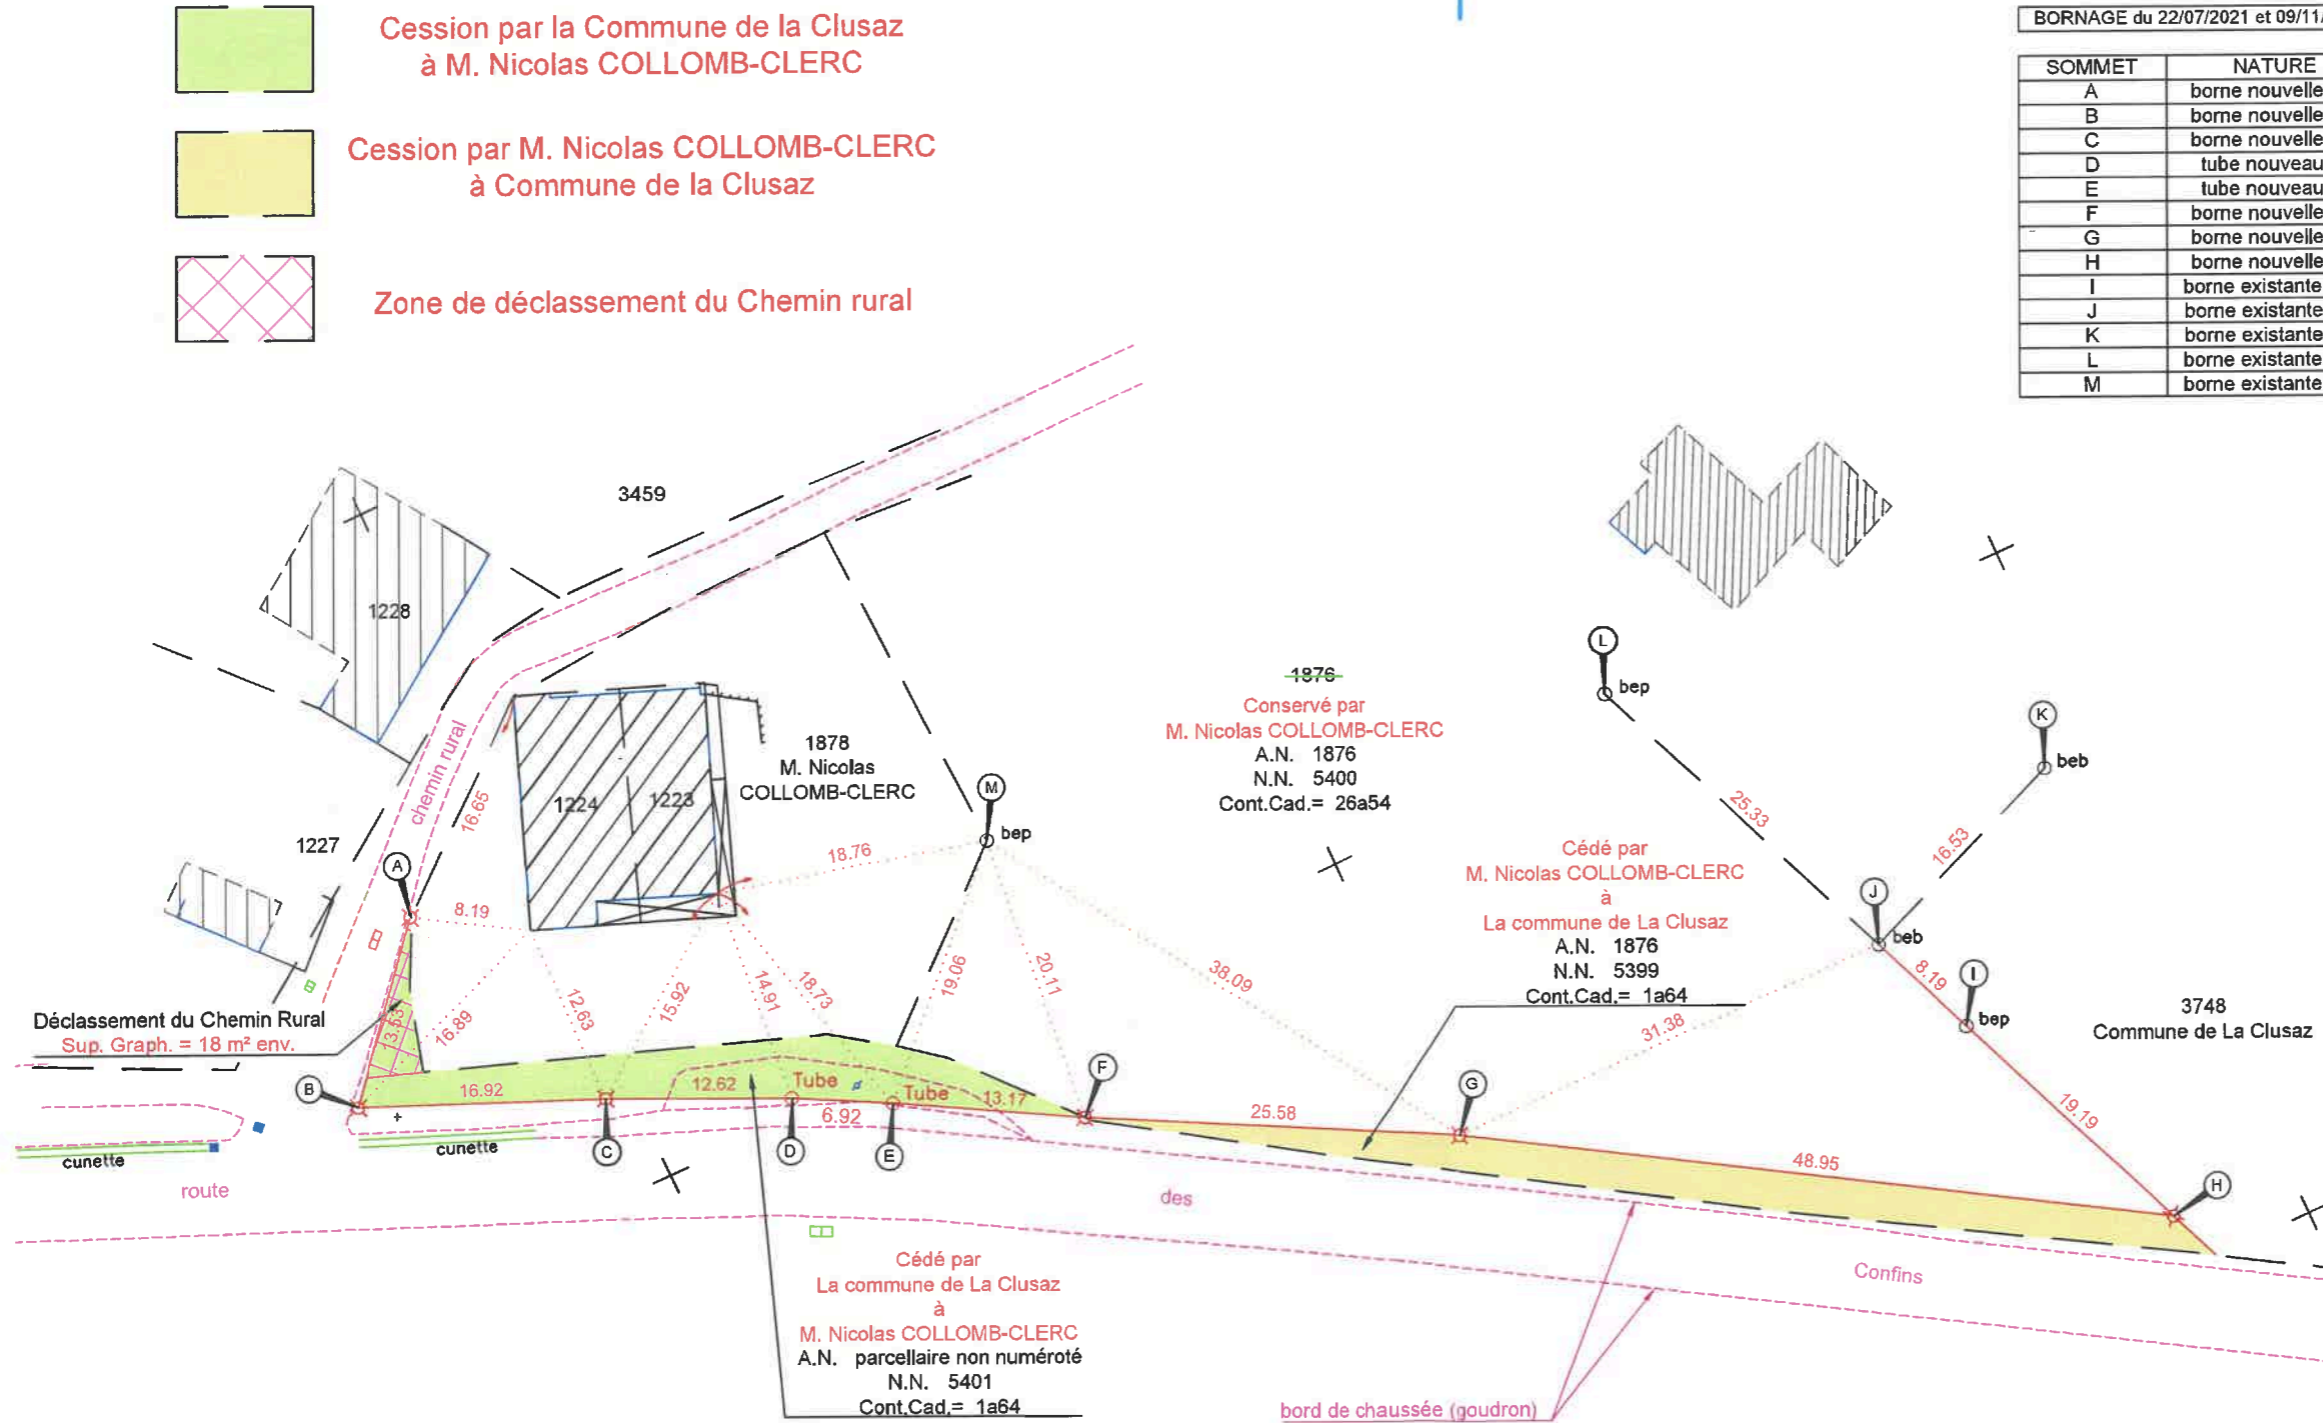 Cession par la Commune de la Clusaz
à M. Nicolas COLLOMB-CLERC
Cession par M. Nicolas COLLOMB-CLERC
à Commune de la Clusaz
Zone de déclassement du Chemin rural
BORNAGE du 22/07/2021 et 09/11
SOMMET NATURE
A borne nouvelle
B borne nouvelle
C borne nouvelle
D tube nouveau
E tube nouveau
F borne nouvelle
G borne nouvelle
H borne nouvelle
I borne existante
J borne existante
K borne existante
L borne existante
M borne existante
3459
1228
chemin rural
16.65
1227
A
8.19
1224
1223
1878
M. Nicolas
COLLOMB-CLERC
M
bep
18.76
1876
Conservé par
M. Nicolas COLLOMB-CLERC
A.N. 1876
N.N. 5400
Cont.Cad.= 26a54
L
bep
K
beb
25.33
16.53
Cédé par
M. Nicolas COLLOMB-CLERC
à
La commune de La Clusaz
A.N. 1876
N.N. 5399
Cont.Cad.= 1a64
J
beb
8.19
I
bep
3748
Commune de La Clusaz
19.19
H
Déclassement du Chemin Rural
Sup. Graph. = 18 m² env.
13.53
16.89
12.63
15.92
14.91
18.73
19.06
20.11
38.09
31.38
B
16.92
12.62
Tube
Tube
13.17
6.92
F
25.58
G
48.95
C
D
E
cunette
cunette
route
des
Confins
Cédé par
La commune de La Clusaz
à
M. Nicolas COLLOMB-CLERC
A.N. parcellaire non numéroté
N.N. 5401
Cont.Cad.= 1a64
bord de chaussée (goudron)